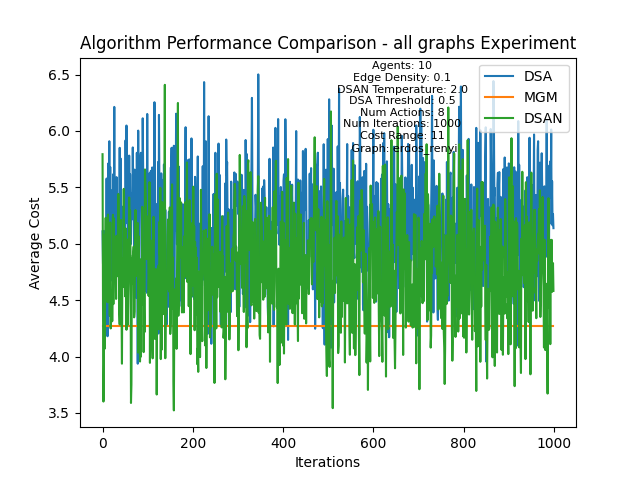 Algorithm Performance Comparison - all graphs Experiment
Agents: 10
Edge Density: 0.1
DSAN Temperature: 2.0
DSA Threshold: 0.5
Num Actions: 8
Num Iterations: 1000
Cost Range: 11
Graph: erdos_renyi
DSA
MGM
DSAN
Average Cost
6.5
6.0
5.5
5.0
4.5
4.0
3.5
0 200 400 600 800 1000
Iterations